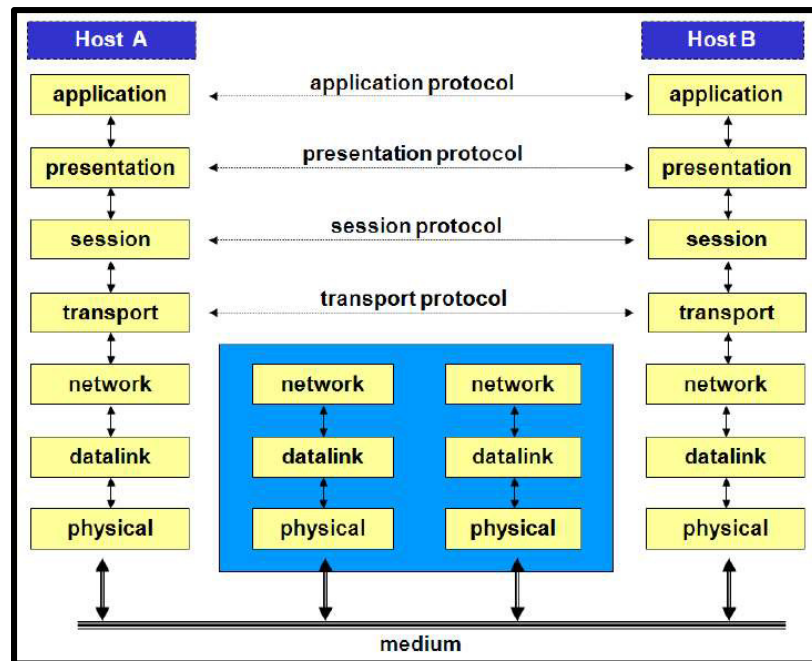 Host A
Host B
application
application protocol
application
presentation
presentation protocol
presentation
session
session protocol
session
transport
transport protocol
transport
network
network
network
network
datalink
datalink
datalink
datalink
physical
physical
physical
physical
medium